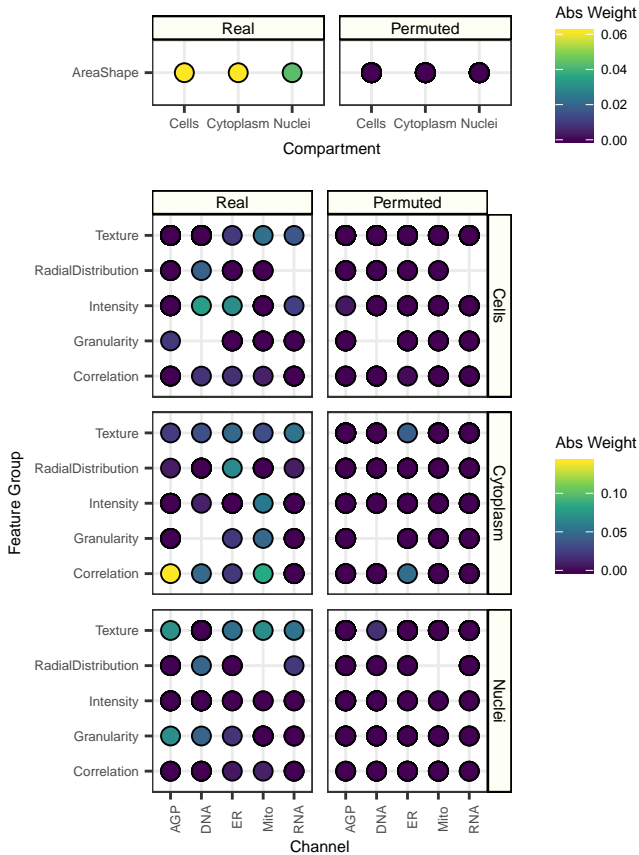 Real
Permuted
AreaShape
Cells
Cytoplasm
Nuclei
Cells
Cytoplasm
Nuclei
Compartment
Abs Weight
0.06
0.04
0.02
0.00
Real
Permuted
Feature Group
Texture
RadialDistribution
Intensity
Granularity
Correlation
Cells
Texture
RadialDistribution
Intensity
Granularity
Correlation
Cytoplasm
Texture
RadialDistribution
Intensity
Granularity
Correlation
Nuclei
AGP
DNA
ER
Mito
RNA
AGP
DNA
ER
Mito
RNA
Channel
Abs Weight
0.10
0.05
0.00